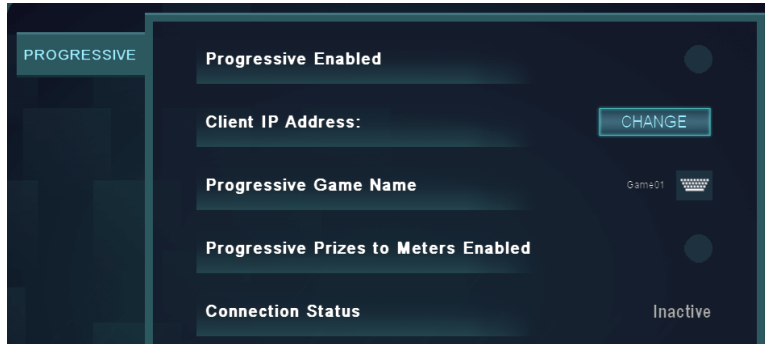 PROGRESSIVE
Progressive Enabled
Client IP Address:
CHANGE
Progressive Game Name
Game01
Progressive Prizes to Meters Enabled
Connection Status
Inactive